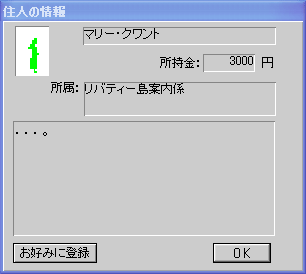 住人の情報
マリー・クワント
所持金: 3000 円
所属: リバティー島案内係
・・・。
お好みに登録 OK